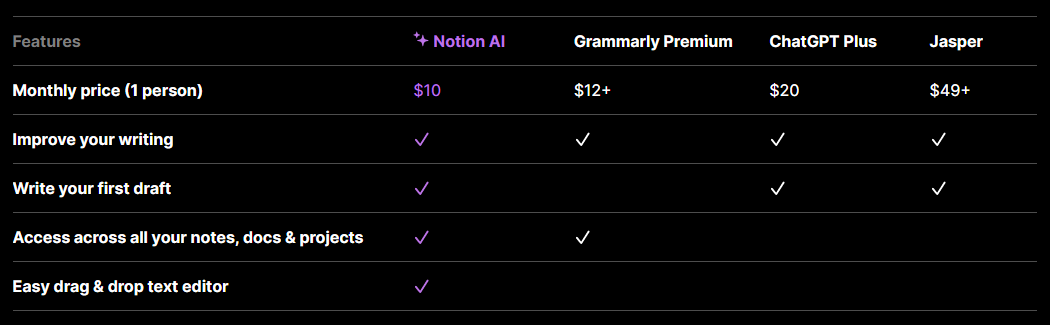 Features Notion AI Grammarly Premium ChatGPT Plus Jasper
Monthly price (1 person) $10 $12+ $20 $49+
Improve your writing ✓ ✓ ✓ ✓
Write your first draft ✓ ✓ ✓
Access across all your notes, docs & projects ✓ ✓
Easy drag & drop text editor ✓